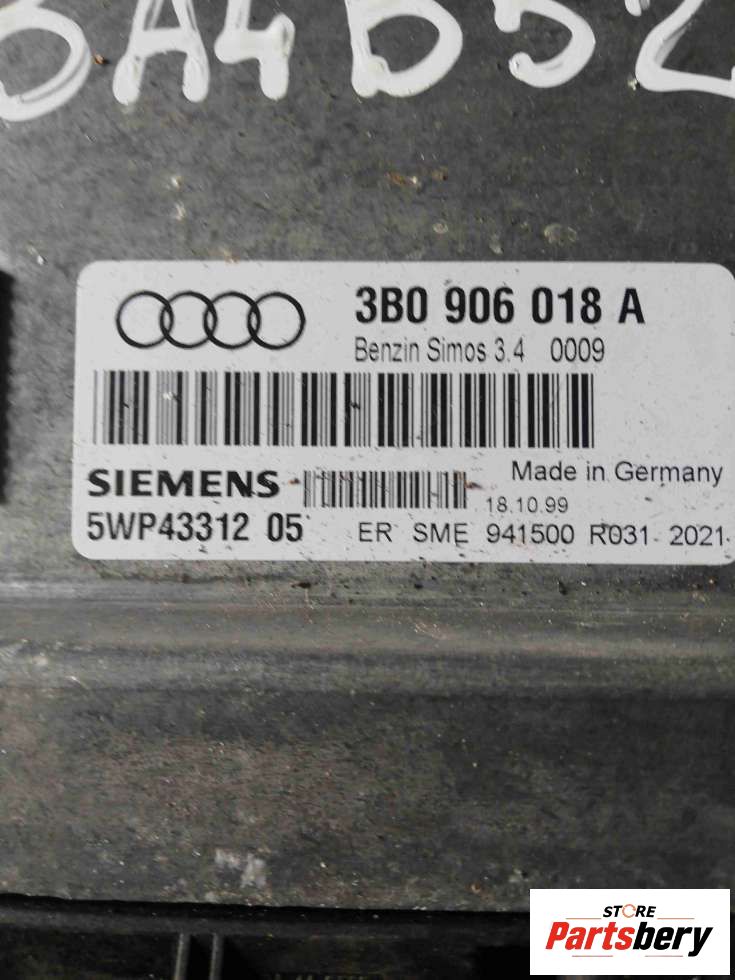 3B0 906 018 A
Benzin Simos 3.4 0009
SIEMENS
Made in Germany
18.10.99
5WP43312 05
ER SME 941500 R031 2021
STORE
Partsbery